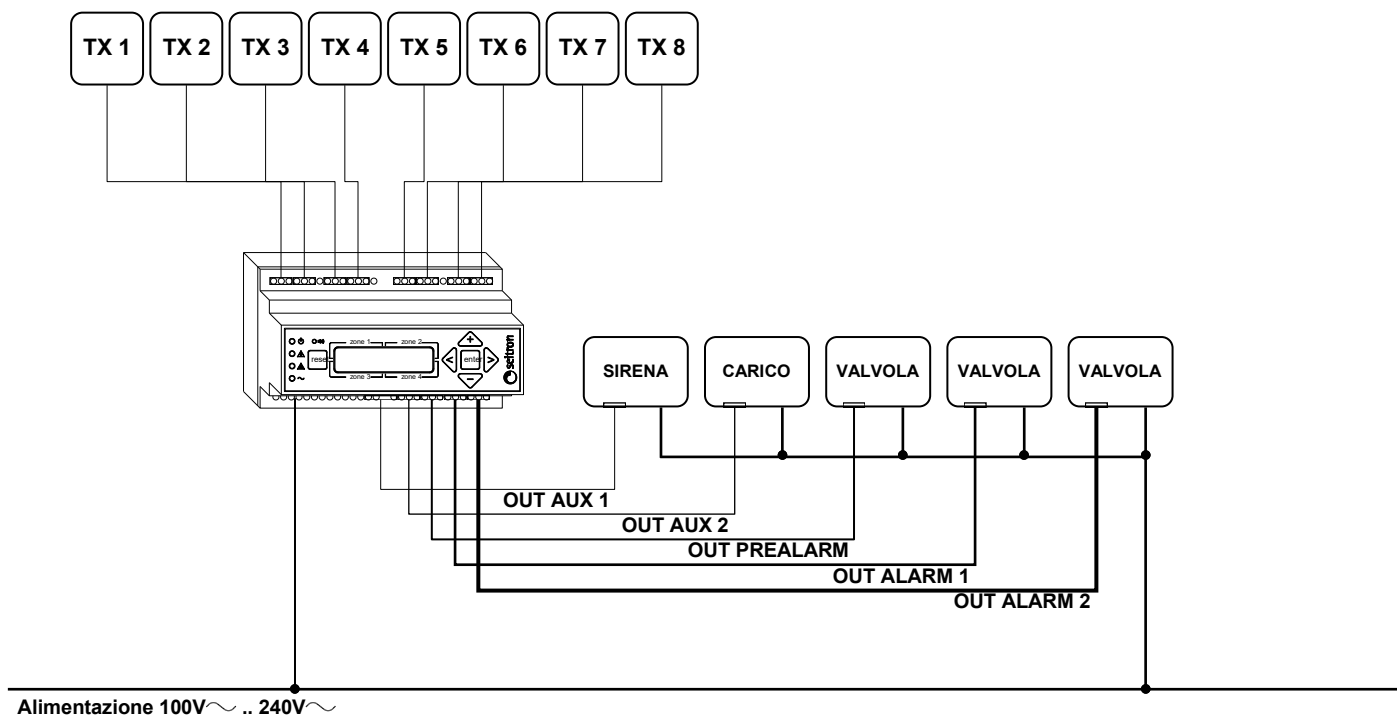 TX 1 TX 2 TX 3 TX 4 TX 5 TX 6 TX 7 TX 8
zone 1 zone 2
reset enter
zone 3 zone 4
seitron
SIRENA CARICO VALVOLA VALVOLA VALVOLA
OUT AUX 1
OUT AUX 2
OUT PREALARM
OUT ALARM 1
OUT ALARM 2
Alimentazione 100V~ .. 240V~